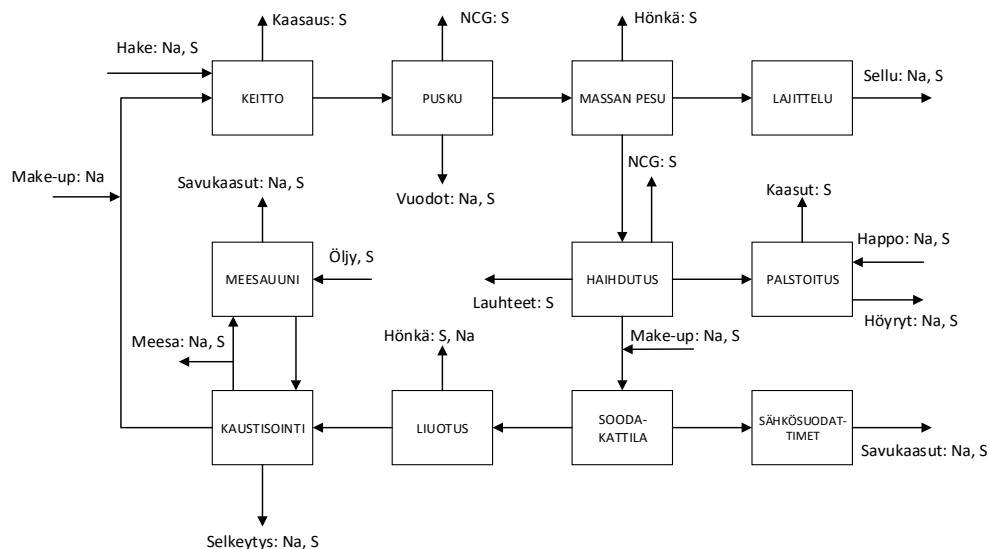 Kaasaus: S
NCG: S
Hönkä: S
Hake: Na, S
KEITTO
PUSKU
MASSAN PESU
LAJITTELU
Sellu: Na, S
Make-up: Na
Savukaasut: Na, S
Vuodot: Na, S
NCG: S
Kaasut: S
MEESAUUNI
Öljy, S
HAIHDUTUS
PALSTOITUS
Happo: Na, S
Lauhteet: S
Höyryt: Na, S
Meesa: Na, S
Hönkä: S, Na
Make-up: Na, S
KAUSTISOINTI
LIUOTUS
SOODA-
KATTILA
SÄHKÖSUODAT-
TIMET
Savukaasut: Na, S
Selkeytys: Na, S